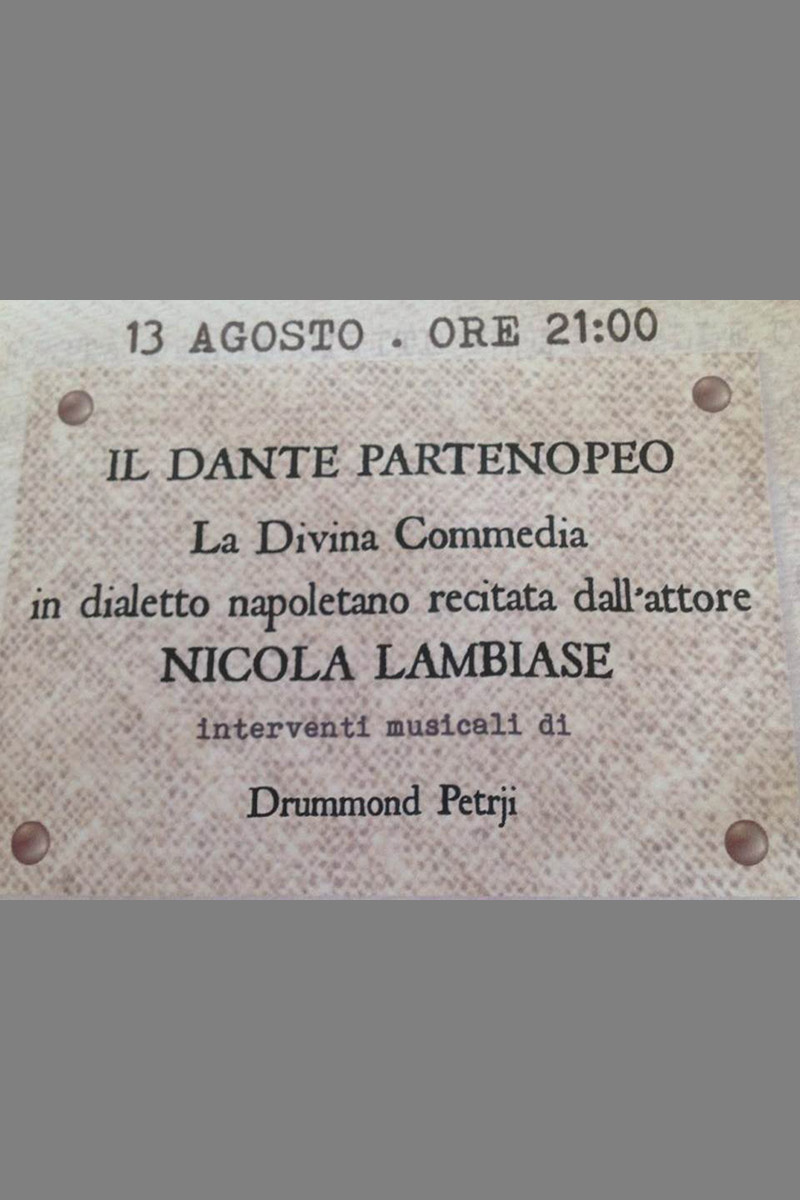 13 AGOSTO . ORE 21:00
IL DANTE PARTENOPEO
La Divina Commedia
in dialetto napoletano recitata dall'attore
NICOLA LAMBIASE
interventi musicali di
Drummond Petrji